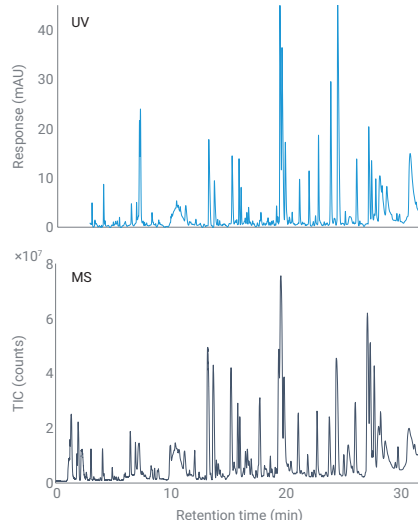 UV
Response (mAU)
40
30
20
10
0
×10⁷
MS
TIC (counts)
8
6
4
2
0
0 10 20 30
Retention time (min)